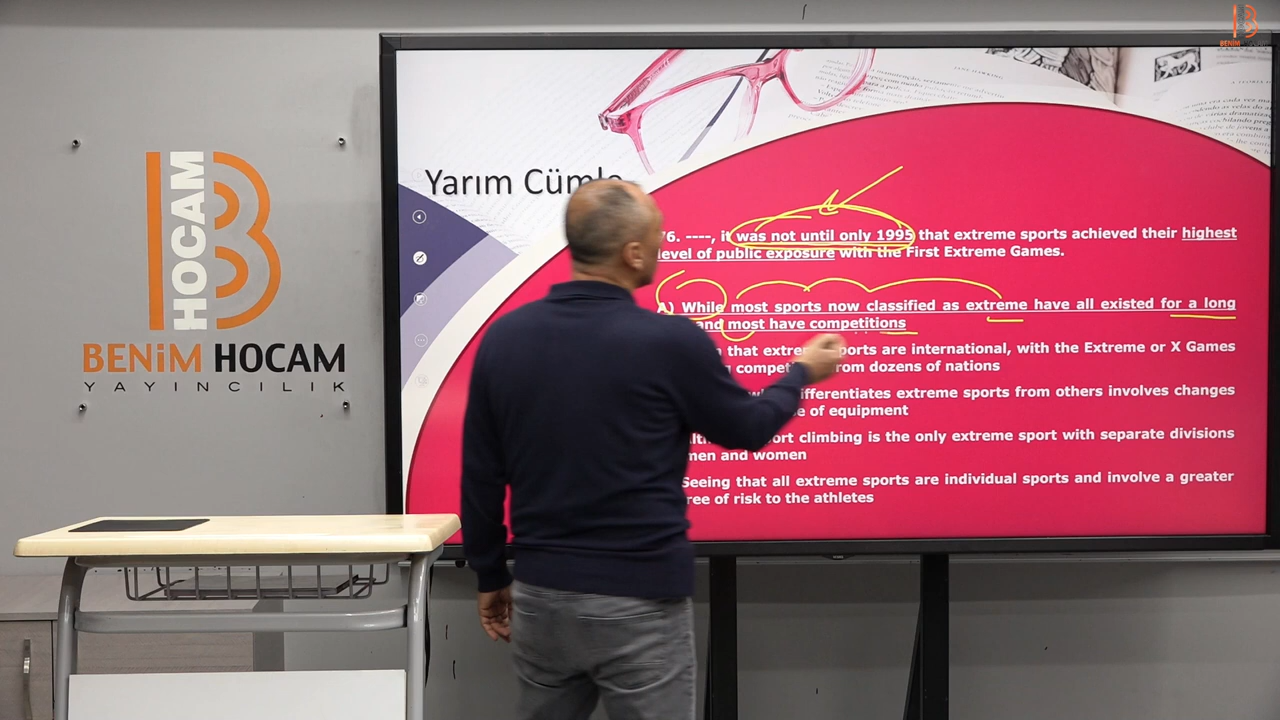 BENİM HOCAM
HOCAM
BENİM HOCAM
YAYINCILIK
Yarım Cümle
76. ----, it was not until only 1995 that extreme sports achieved their highest
level of public exposure with the First Extreme Games.
A) While most sports now classified as extreme have all existed for a long
and most have competitions
that extreme sports are international, with the Extreme or X Games
from dozens of nations
differentiates extreme sports from others involves changes
of equipment
climbing is the only extreme sport with separate divisions
men and women
Seeing that all extreme sports are individual sports and involve a greater
of risk to the athletes